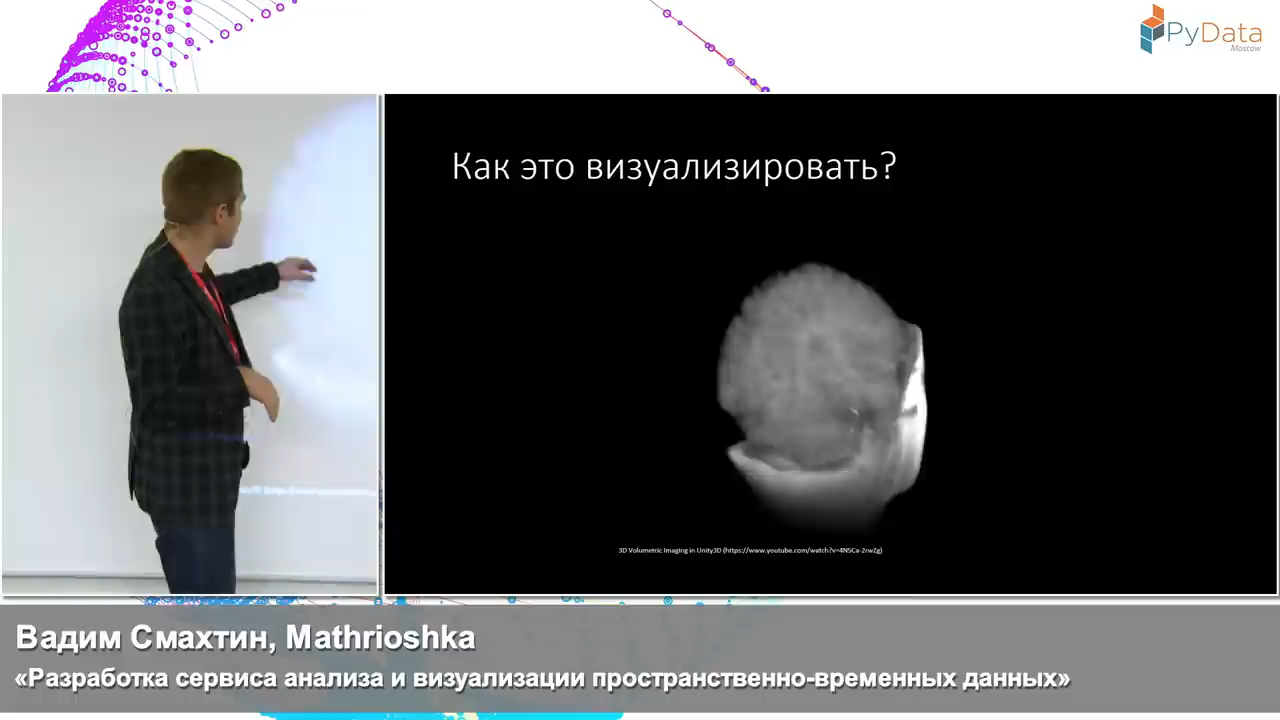 PyData
Moscow
Как это визуализировать?
3D Volumetric Imaging in Unity3D (https://www.youtube.com/watch?v=4NSCa-2rwZg)
Вадим Смахтин, Mathrioshka
«Разработка сервиса анализа и визуализации пространственно-временных данных»